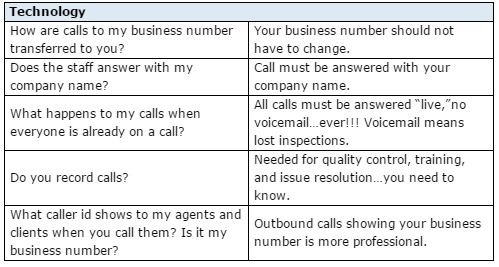 Technology
How are calls to my business number
transferred to you?
Your business number should not
have to change.
Does the staff answer with my
company name?
Call must be answered with your
company name.
What happens to my calls when
everyone is already on a call?
All calls must be answered “live,”no
voicemail…ever!!! Voicemail means
lost inspections.
Do you record calls?
Needed for quality control, training,
and issue resolution…you need to
know.
What caller id shows to my agents and
clients when you call them? Is it my
business number?
Outbound calls showing your business
number is more professional.